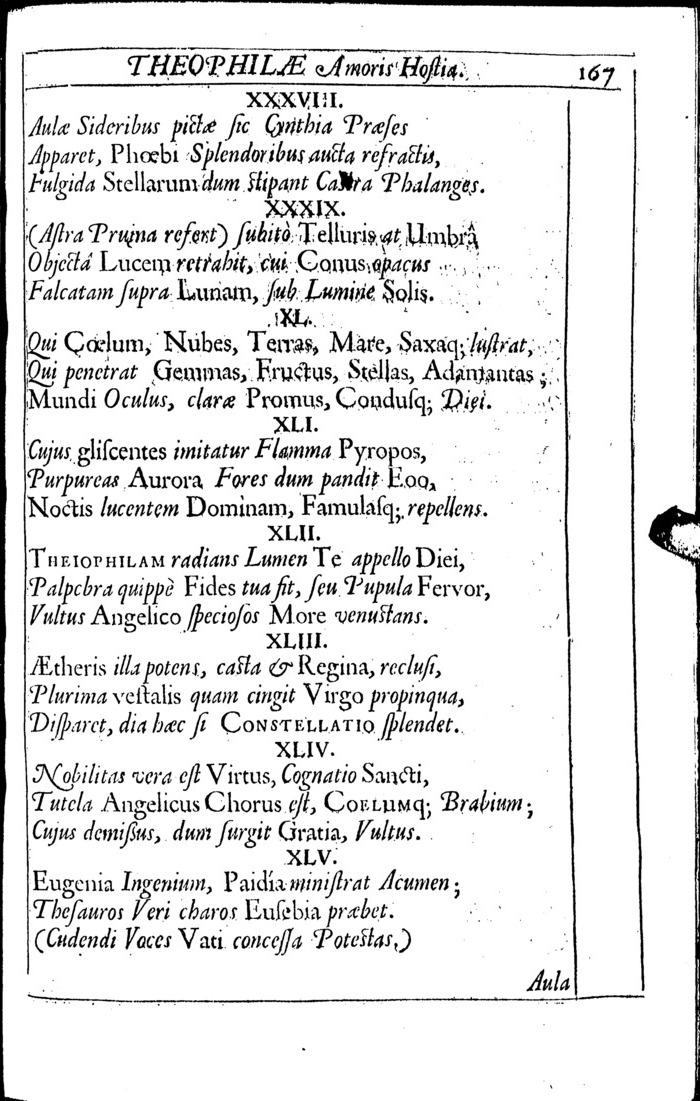 THEOPHILÆ Amoris Hoſtia. 167
XXXVIII.
Aulæ Sideribus pictæ ſic Cynthia Præſes
Apparet, Phœbi Splendoribus aucta refractis,
Fulgida Stellarum dum ſtipant Caſtra Phalanges.
XXXIX.
(Aſtra Pruina refert) ſubitò Telluris at Umbrâ
Objectâ Lucem retrahit, cui Conus opacus
Falcatam ſupra Lunam, ſub Lumine Solis.
XL.
Qui Cœlum, Nubes, Terras, Mare, Saxaq; luſtrat,
Qui penetrat Gemmas, Fructus, Stellas, Adamantas;
Mundi Oculus, claræ Promus, Conduſq; Diei.
XLI.
Cujus gliſcentes imitatur Flamma Pyropos,
Purpureas Aurora Fores dum pandit Eoo,
Noctis lucentem Dominam, Famulaſq; repellens.
XLII.
THEIOPHILAM radians Lumen Te appello Diei,
Palpebra quippè Fides tua fit, ſeu Pupula Fervor,
Vultus Angelico ſpecioſos More venuſtans.
XLIII.
Ætheris illa potens, caſta & Regina, recluſi,
Plurima veſtalis quam cingit Virgo propinqua,
Diſparet, dia hæc ſi CONSTELLATIO ſplendet.
XLIV.
Nobilitas vera eſt Virtus, Cognatio Sancti,
Tutela Angelicus Chorus eſt, COELUMq; Brabium;
Cujus demiſſus, dum ſurgit Gratia, Vultus.
XLV.
Eugenia Ingenium, Paidía miniſtrat Acumen;
Theſauros Veri charos Euſebia præbet.
(Cudendi Voces Vati conceſſa Poteſtas,)
Aula